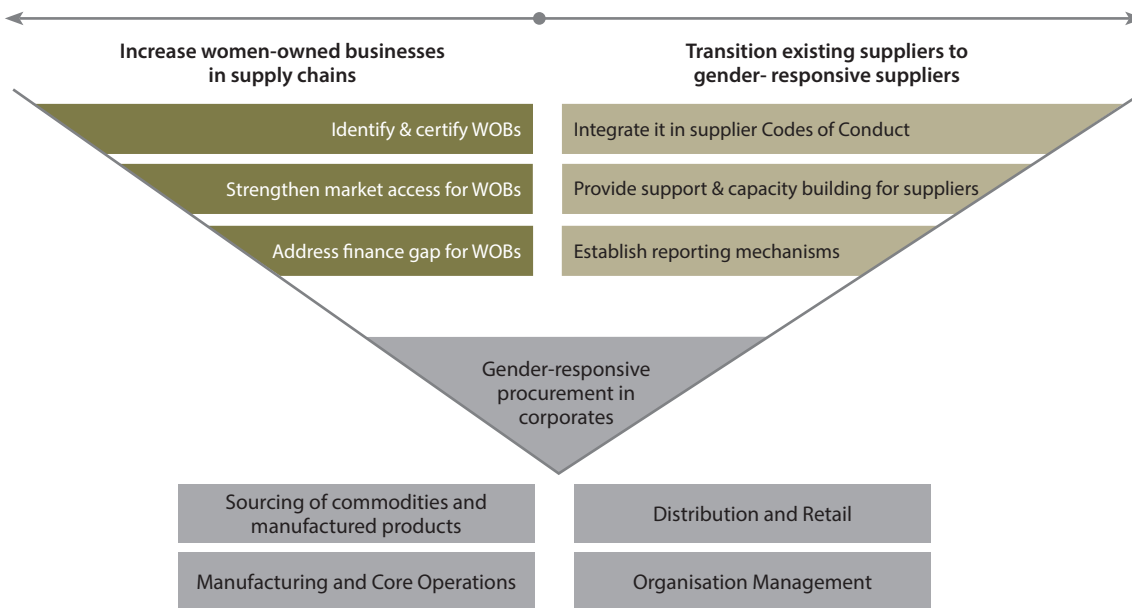 Increase women-owned businesses
in supply chains
Transition existing suppliers to
gender- responsive suppliers
Identify & certify WOBs
Integrate it in supplier Codes of Conduct
Strengthen market access for WOBs
Provide support & capacity building for suppliers
Address finance gap for WOBs
Establish reporting mechanisms
Gender-responsive
procurement in
corporates
Sourcing of commodities and
manufactured products
Distribution and Retail
Manufacturing and Core Operations
Organisation Management